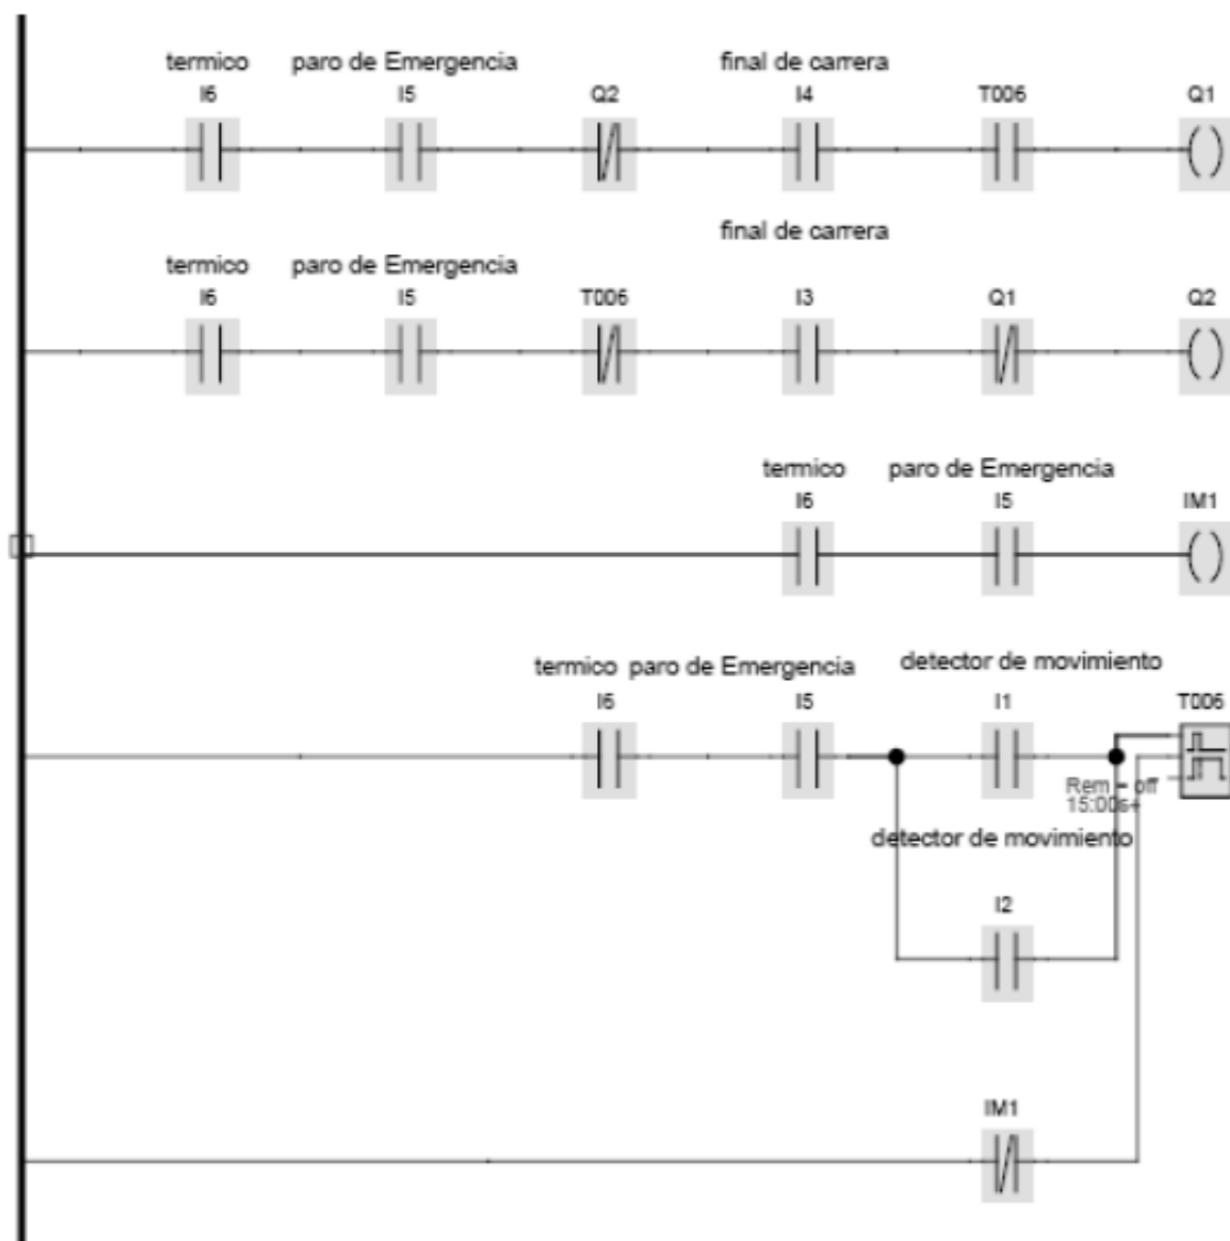 termico paro de Emergencia final de carrera
I6 I5 Q2 I4 T006 Q1
final de carrera
termico paro de Emergencia
I6 I5 T006 I3 Q1 Q2
termico paro de Emergencia
I6 I5 IM1
termico paro de Emergencia detector de movimiento
I6 I5 I1 T006
Rem = off
15:00s+
detector de movimiento
I2
IM1